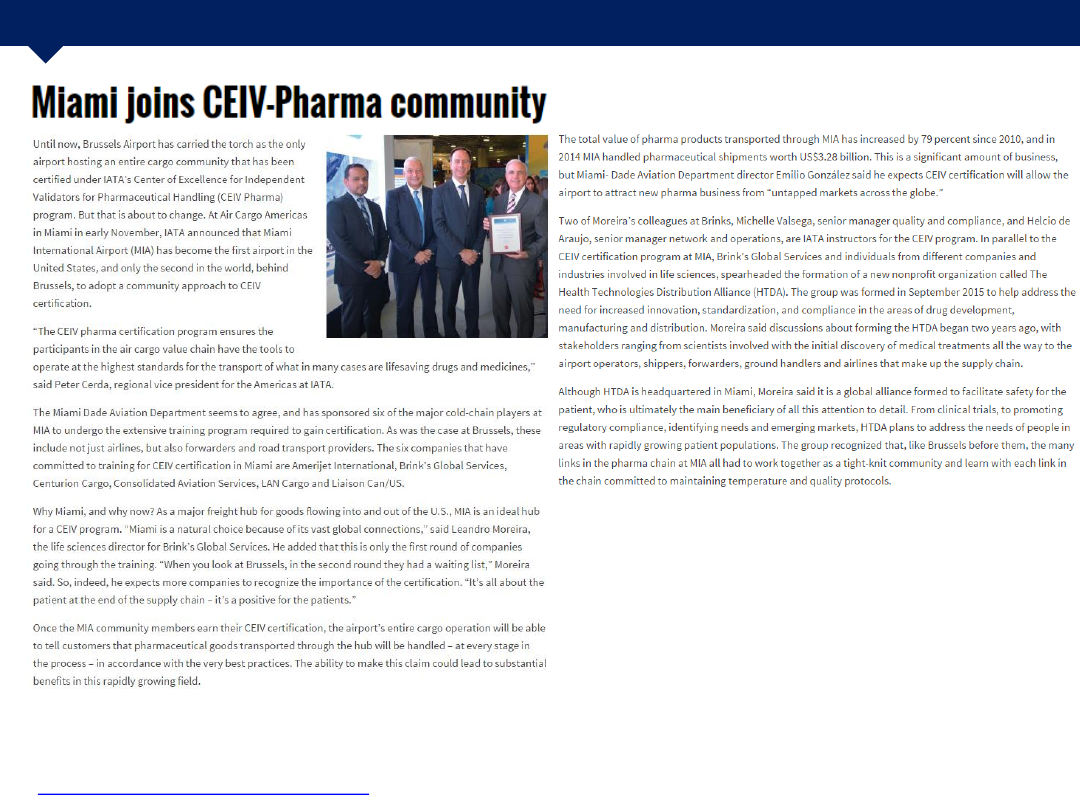 Miami joins CEIV-Pharma community
Until now, Brussels Airport has carried the torch as the only
airport hosting an entire cargo community that has been
certified under IATA's Center of Excellence for Independent
Validators for Pharmaceutical Handling (CEIV Pharma)
program. But that is about to change. At Air Cargo Americas
in Miami in early November, IATA announced that Miami
International Airport (MIA) has become the first airport in the
United States, and only the second in the world, behind
Brussels, to adopt a community approach to CEIV
certification.
“The CEIV pharma certification program ensures the
participants in the air cargo value chain have the tools to
operate at the highest standards for the transport of what in many cases are lifesaving drugs and medicines,”
said Peter Cerda, regional vice president for the Americas at IATA.
The Miami Dade Aviation Department seems to agree, and has sponsored six of the major cold-chain players at
MIA to undergo the extensive training program required to gain certification. As was the case at Brussels, these
include not just airlines, but also forwarders and road transport providers. The six companies that have
committed to training for CEIV certification in Miami are Amerijet International, Brink's Global Services,
Centurion Cargo, Consolidated Aviation Services, LAN Cargo and Liaison Can/US.
Why Miami, and why now? As a major freight hub for goods flowing into and out of the U.S., MIA is an ideal hub
for a CEIV program. “Miami is a natural choice because of its vast global connections,” said Leandro Moreira,
the life sciences director for Brink's Global Services. He added that this is only the first round of companies
going through the training. “When you look at Brussels, in the second round they had a waiting list,” Moreira
said. So, indeed, he expects more companies to recognize the importance of the certification. “It's all about the
patient at the end of the supply chain – it's a positive for the patients.”
Once the MIA community members earn their CEIV certification, the airport's entire cargo operation will be able
to tell customers that pharmaceutical goods transported through the hub will be handled – at every stage in
the process – in accordance with the very best practices. The ability to make this claim could lead to substantial
benefits in this rapidly growing field.
The total value of pharma products transported through MIA has increased by 79 percent since 2010, and in
2014 MIA handled pharmaceutical shipments worth US$3.28 billion. This is a significant amount of business,
but Miami- Dade Aviation Department director Emilio González said he expects CEIV certification will allow the
airport to attract new pharma business from “untapped markets across the globe.”
Two of Moreira's colleagues at Brinks, Michelle Valsega, senior manager quality and compliance, and Helcio de
Araujo, senior manager network and operations, are IATA instructors for the CEIV program. In parallel to the
CEIV certification program at MIA, Brink's Global Services and individuals from different companies and
industries involved in life sciences, spearheaded the formation of a new nonprofit organization called The
Health Technologies Distribution Alliance (HTDA). The group was formed in September 2015 to help address the
need for increased innovation, standardization, and compliance in the areas of drug development,
manufacturing and distribution. Moreira said discussions about forming the HTDA began two years ago, with
stakeholders ranging from scientists involved with the initial discovery of medical treatments all the way to the
airport operators, shippers, forwarders, ground handlers and airlines that make up the supply chain.
Although HTDA is headquartered in Miami, Moreira said it is a global alliance formed to facilitate safety for the
patient, who is ultimately the main beneficiary of all this attention to detail. From clinical trials, to promoting
regulatory compliance, identifying needs and emerging markets, HTDA plans to address the needs of people in
areas with rapidly growing patient populations. The group recognized that, like Brussels before them, the many
links in the pharma chain at MIA all had to work together as a tight-knit community and learn with each link in
the chain committed to maintaining temperature and quality protocols.